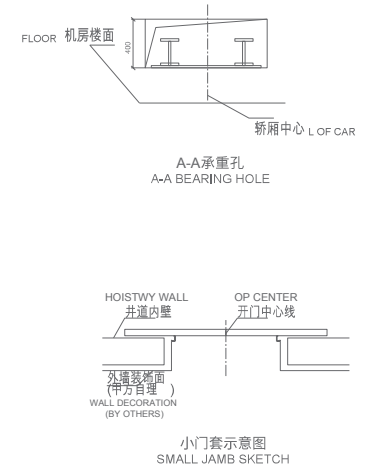 FLOOR 机房楼面
400
轿厢中心 L OF CAR
A-A承重孔
A-A BEARING HOLE
HOISTWY WALL
井道内壁
OP CENTER
开门中心线
外墙装饰面
(甲方自理 )
WALL DECORATION
(BY OTHERS)
小门套示意图
SMALL JAMB SKETCH